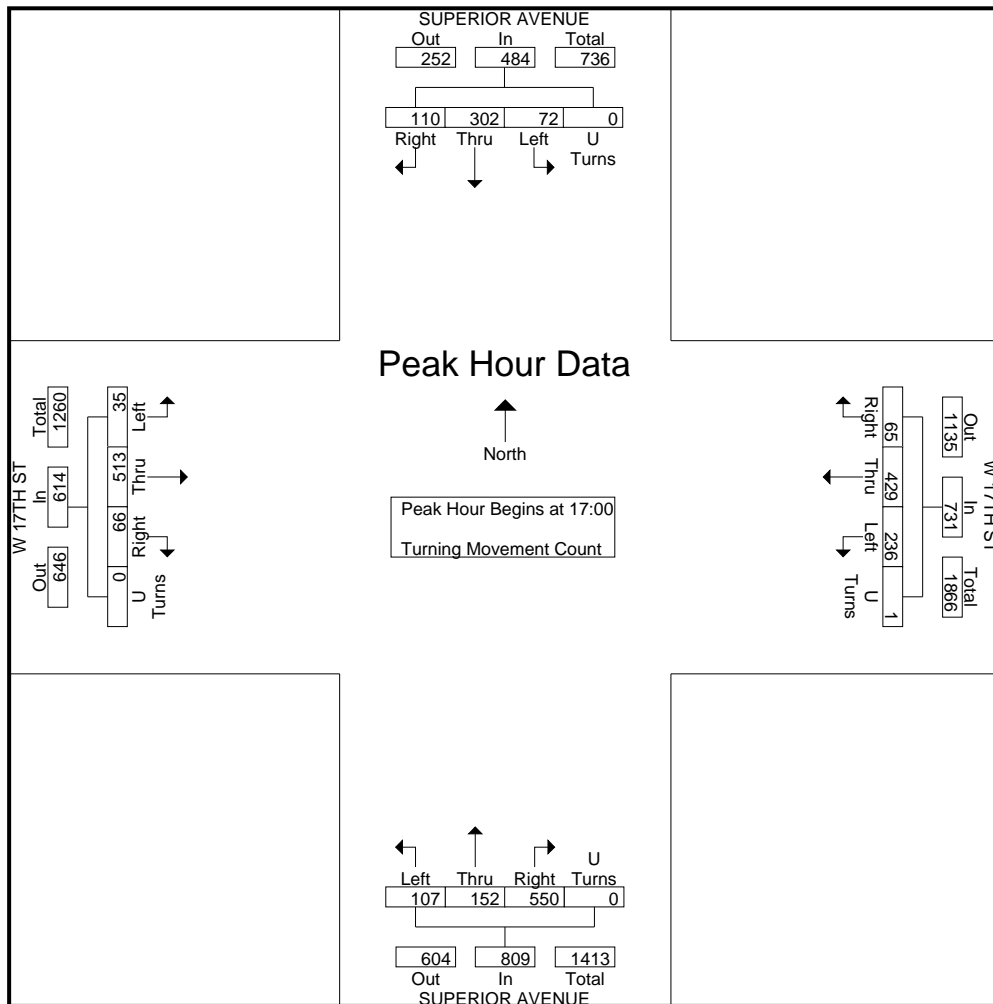 SUPERIOR AVENUE
Out In Total
252 484 736
110 302 72 0
Right Thru Left U
Turns
Peak Hour Data
North
Peak Hour Begins at 17:00
Turning Movement Count
W 17TH ST
Total In Out
1260 614 646
35 513 66 0
Left Thru Right U
Turns
W 17TH ST
Out In Total
1135 731 1866
65 429 236 1
Right Thru Left U
Turns
U
Left Thru Right Turns
107 152 550 0
604 809 1413
Out In Total
SUPERIOR AVENUE